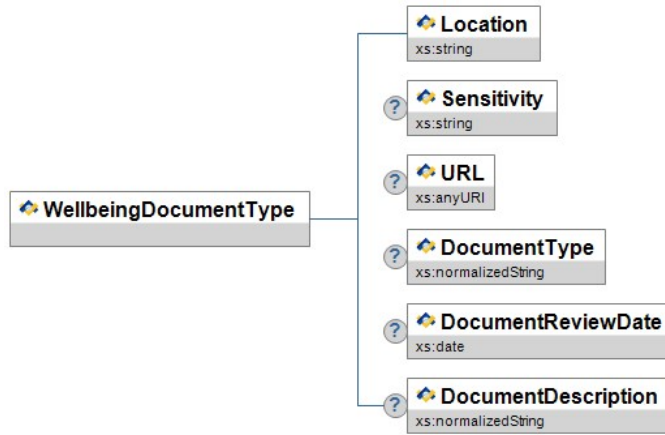 Location
xs:string
? Sensitivity
xs:string
? URL
xs:anyURI
WellbeingDocumentType
? DocumentType
xs:normalizedString
? DocumentReviewDate
xs:date
? DocumentDescription
xs:normalizedString